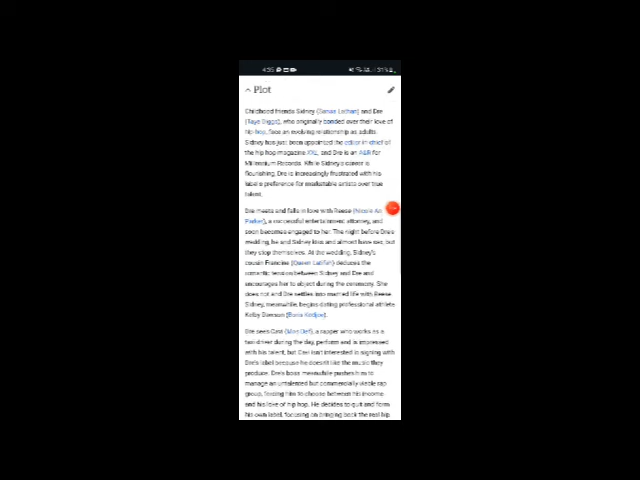 4:35
Plot
Childhood friends Sidney (Sanaa Lathan) and Dre
(Taye Diggs), who originally bonded over their love of
hip-hop, face an evolving relationship as adults.
Sidney has just been appointed the editor-in-chief of
the hip hop magazine XXL, and Dre is an A&R for
Millennium Records. While Sidney's career is
flourishing, Dre is increasingly frustrated with his
label's preference for marketable artists over true
talent.
Dre meets and falls in love with Reese (Nicole Ari
Parker), a successful entertainment attorney, and
soon becomes engaged to her. The night before Dre's
wedding, he and Sidney kiss and almost have sex, but
they stop themselves. At the wedding, Sidney's
cousin Francine (Queen Latifah) deduces the
romantic tension between Sidney and Dre and
encourages her to object during the ceremony. She
does not and Dre settles into married life with Reese
Sidney, meanwhile, begins dating professional athlete
Kelby Dawson (Boris Kodjoe).
Dre sees Cavi (Mos Def), a rapper who works as a
taxi driver during the day, perform and is impressed
with his talent, but Cavi isn't interested in signing with
Dre's label because he doesn't like the music they
produce. Dre's boss meanwhile pushes him to
manage an untalented but commercially viable rap
group, forcing him to choose between his income
and his love of hip hop. He decides to quit and form
his own label, focusing on bringing back the real hip